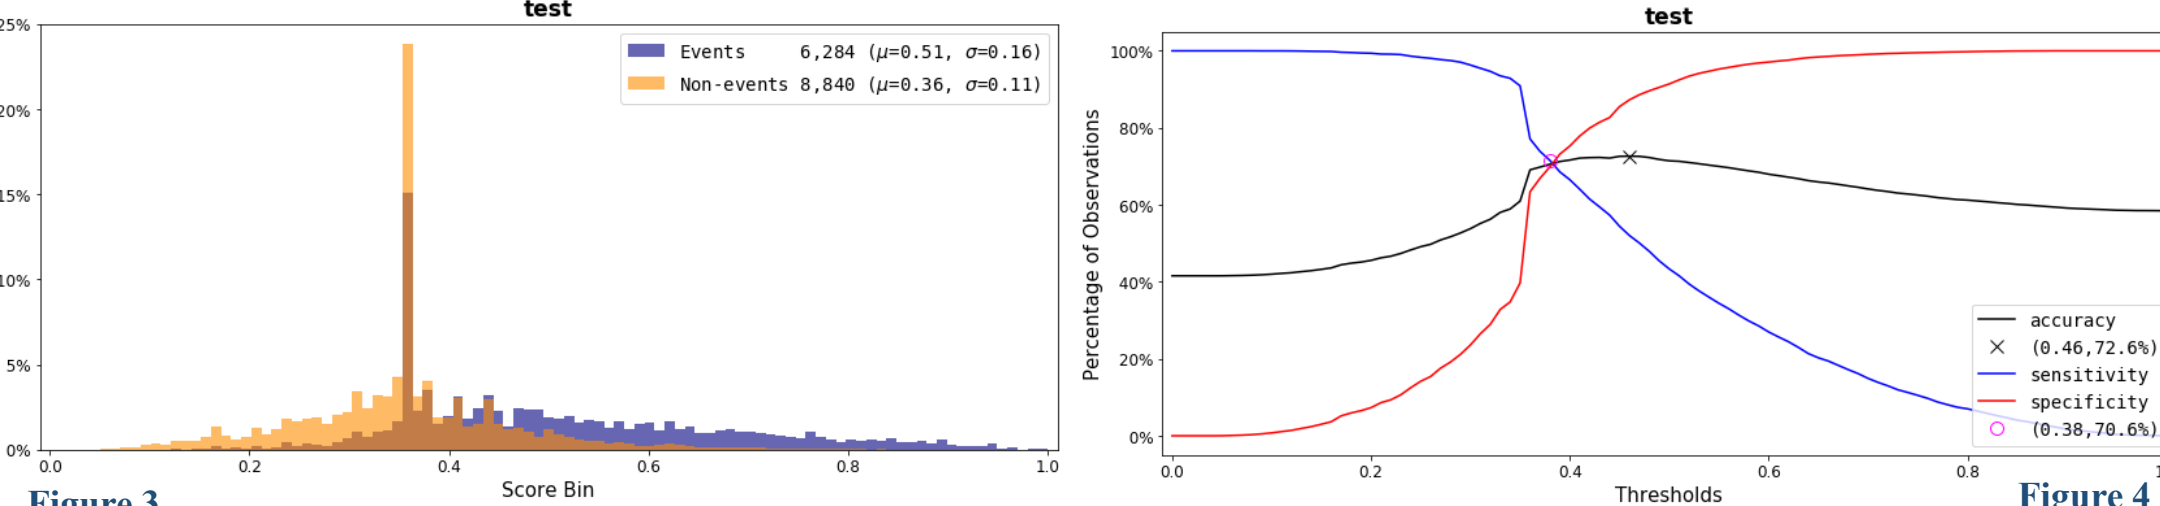 test
25%
20%
15%
10%
5%
0%
0.0 0.2 0.4 0.6 0.8 1.0
Score Bin
Events 6,284 (μ=0.51, σ=0.16)
Non-events 8,840 (μ=0.36, σ=0.11)
Figure 3
test
Percentage of Observations
100%
80%
60%
40%
20%
0%
0.0 0.2 0.4 0.6 0.8 1
Thresholds
accuracy
(0.46,72.6%)
sensitivity
specificity
(0.38,70.6%)
Figure 4